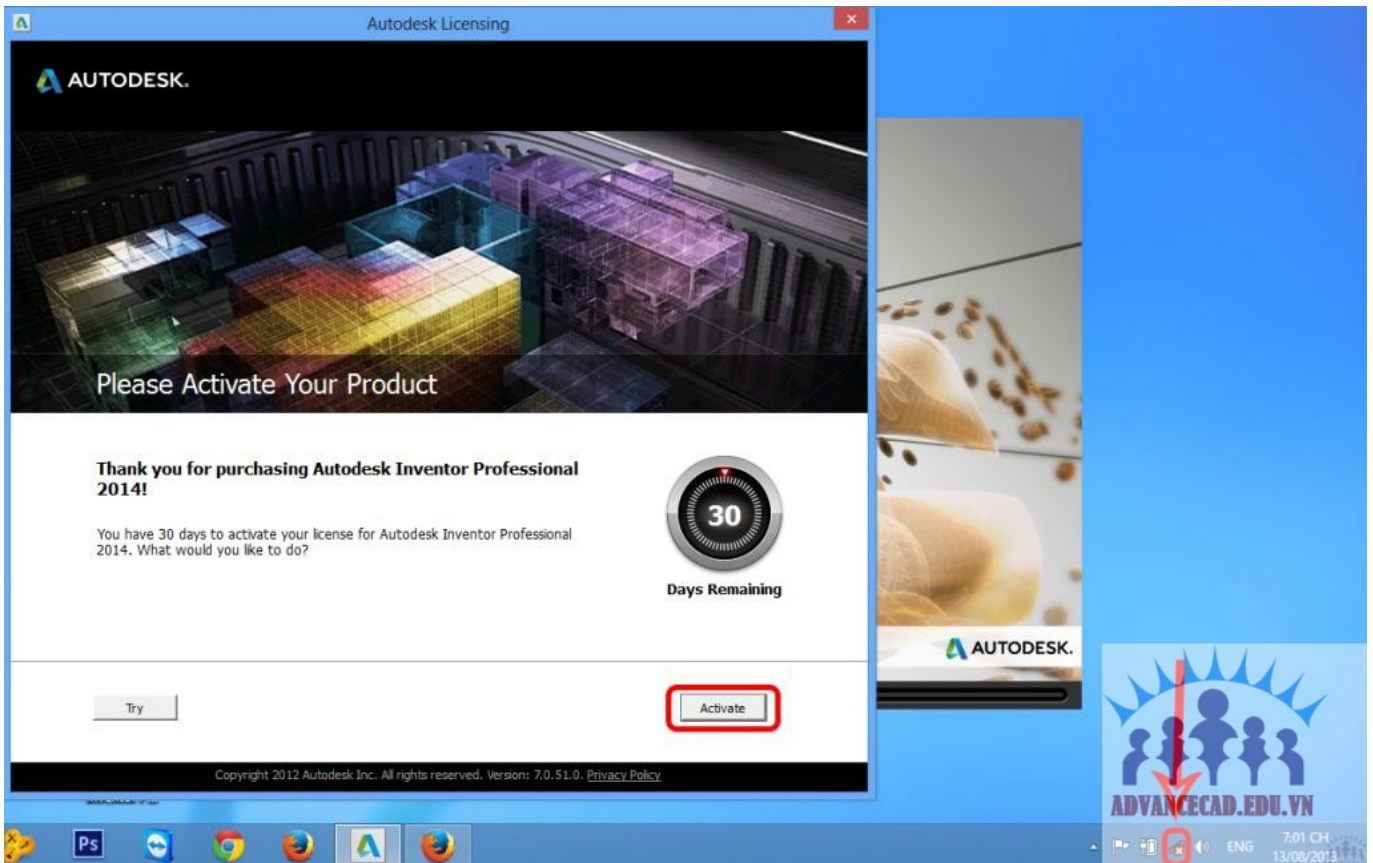 Autodesk Licensing
AUTODESK.
Please Activate Your Product
Thank you for purchasing Autodesk Inventor Professional
2014!
You have 30 days to activate your license for Autodesk Inventor Professional
2014. What would you like to do?
30
Days Remaining
AUTODESK.
Try
Activate
Copyright 2012 Autodesk Inc. All rights reserved. Version: 7.0.51.0. Privacy Policy
ADVANCECAD.EDU.VN
Ps
ENG
7:01 CH
13/08/2013